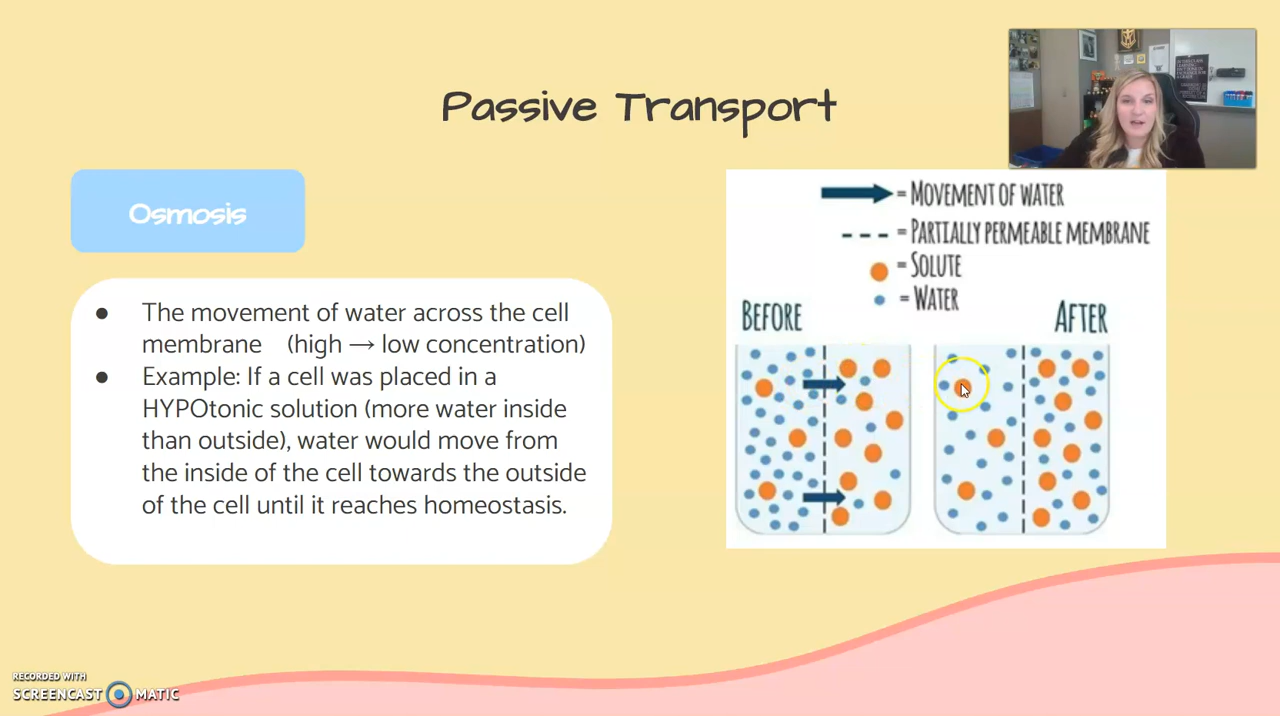 Passive Transport
Osmosis
● The movement of water across the cell
membrane (high → low concentration)
● Example: If a cell was placed in a
HYPOtonic solution (more water inside
than outside), water would move from
the inside of the cell towards the outside
of the cell until it reaches homeostasis.
= MOVEMENT OF WATER
= PARTIALLY PERMEABLE MEMBRANE
= SOLUTE
= WATER
BEFORE
AFTER
RECORDED WITH
SCREENCAST MATIC